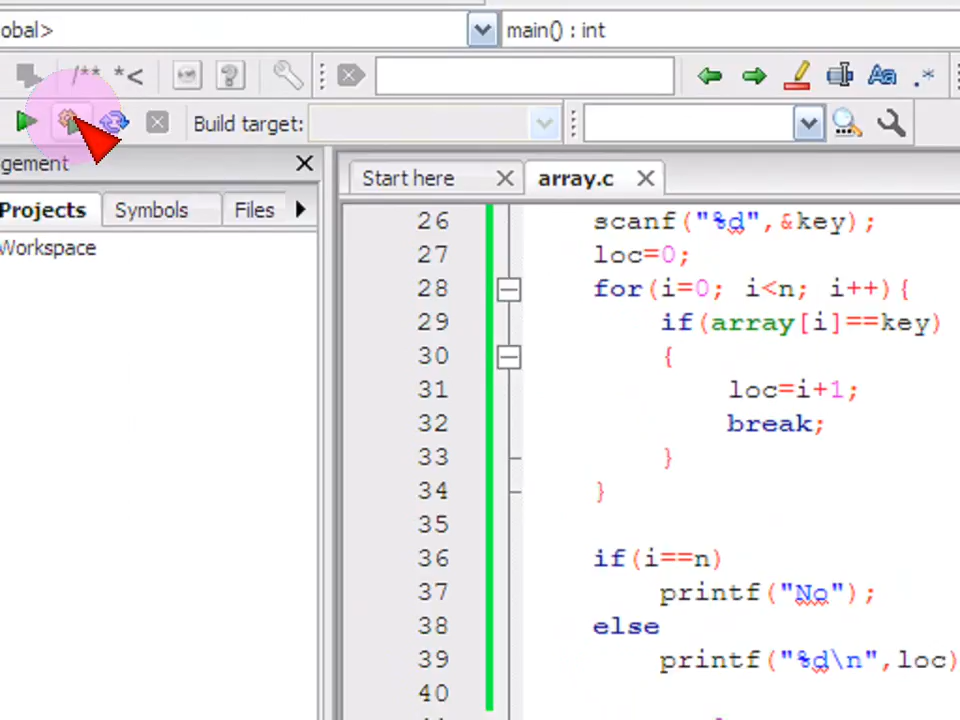 obal>
main() : int
/** *<
.*
Build target:
gement
Projects
Symbols
Files
Workspace
Start here
array.c
26 scanf("%d",&key);
27 loc=0;
28 for(i=0; i<n; i++){
29 if(array[i]==key)
30 {
31 loc=i+1;
32 break;
33 }
34 }
35
36 if(i==n)
37 printf("No");
38 else
39 printf("%d\n",loc)
40